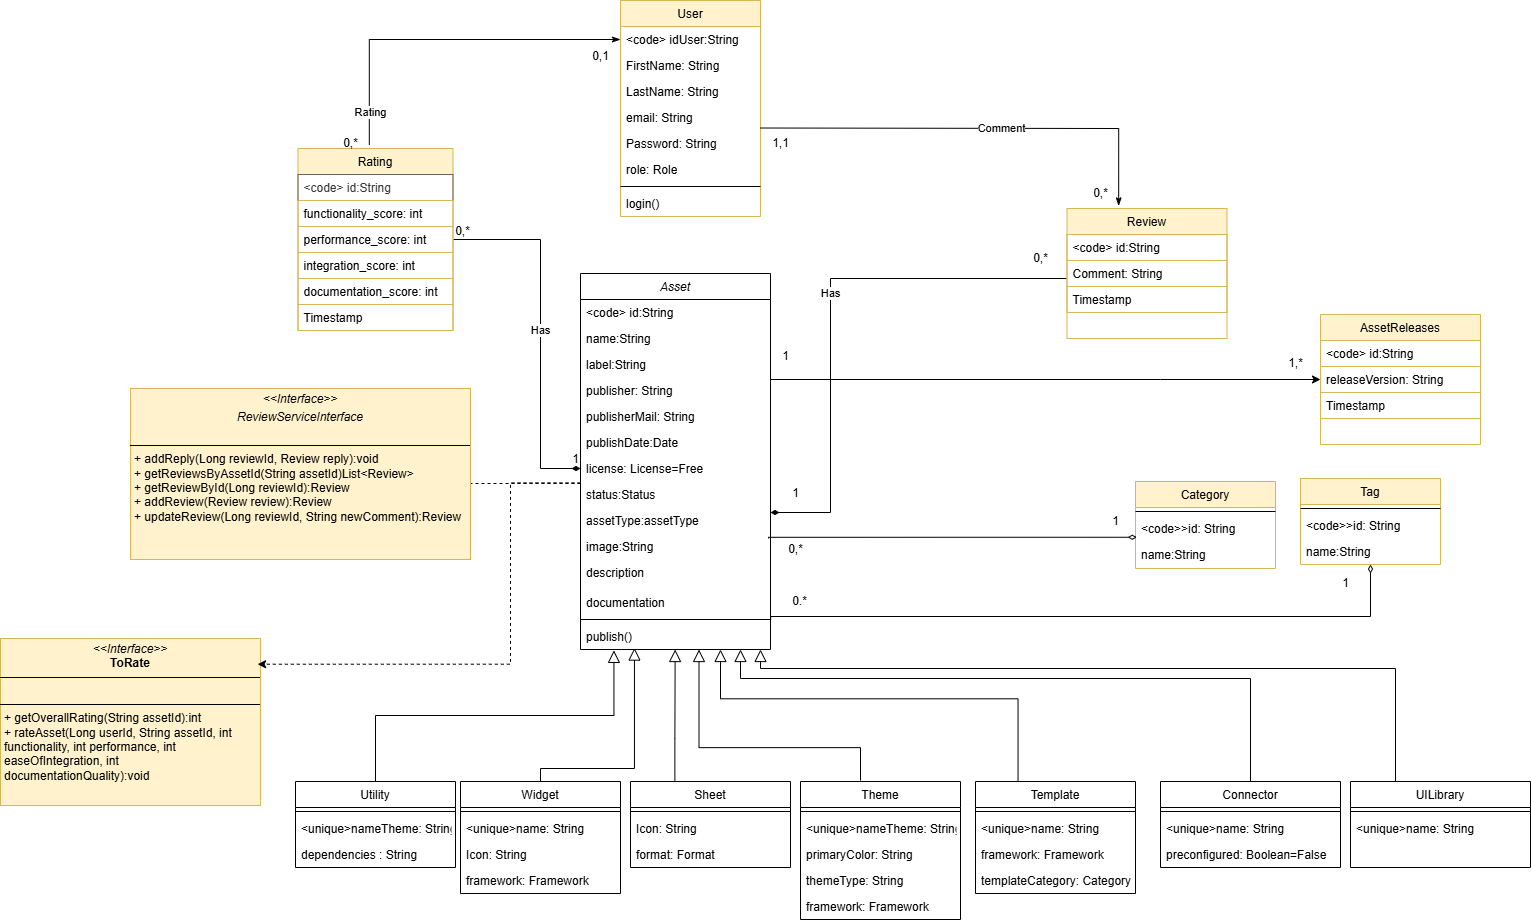 User
<code> idUser:String
FirstName: String
LastName: String
email: String
Password: String
role: Role
login()
0,1
Rating
0,*
1,1
Comment
0,*
Rating
<code> id:String
functionality_score: int
performance_score: int
integration_score: int
documentation_score: int
Timestamp
0,*
Has
1
Review
<code> id:String
Comment: String
Timestamp
0,*
Has
1
Asset
<code> id:String
name:String
label:String
publisher: String
publisherMail: String
publishDate:Date
license: License=Free
status:Status
assetType:assetType
image:String
description
documentation
publish()
1
1,*
AssetReleases
<code> id:String
releaseVersion: String
Timestamp
<<Interface>>
ReviewServiceInterface
+ addReply(Long reviewId, Review reply):void
+ getReviewsByAssetId(String assetId)List<Review>
+ getReviewById(Long reviewId):Review
+ addReview(Review review):Review
+ updateReview(Long reviewId, String newComment):Review
Category
<code>>id: String
name:String
1
0,*
Tag
<code>>id: String
name:String
1
0.*
<<Interface>>
ToRate
+ getOverallRating(String assetId):int
+ rateAsset(Long userId, String assetId, int
functionality, int performance, int
easeOfIntegration, int
documentationQuality):void
Utility
<unique>nameTheme: String
dependencies : String
Widget
<unique>name: String
Icon: String
framework: Framework
Sheet
Icon: String
format: Format
Theme
<unique>nameTheme: String
primaryColor: String
themeType: String
framework: Framework
Template
<unique>name: String
framework: Framework
templateCategory: Category
Connector
<unique>name: String
preconfigured: Boolean=False
UILibrary
<unique>name: String